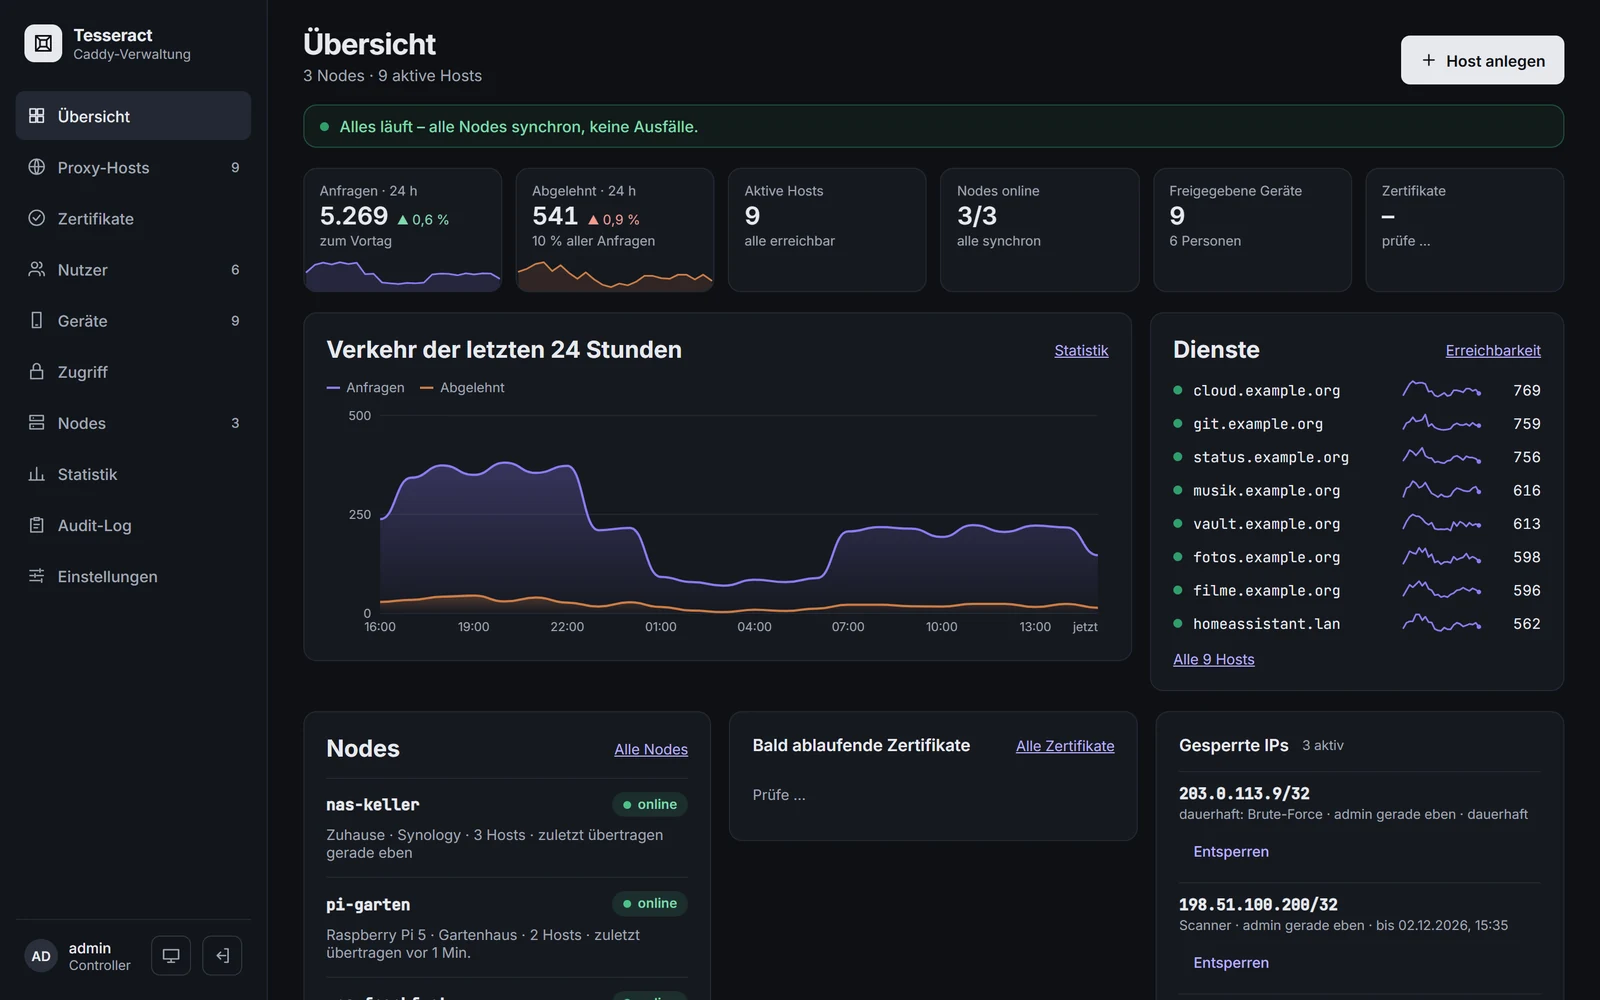 Tesseract
Caddy-Verwaltung
Übersicht
Proxy-Hosts 9
Zertifikate
Nutzer 6
Geräte 9
Zugriff
Nodes 3
Statistik
Audit-Log
Einstellungen
AD
admin
Controller
Übersicht
3 Nodes · 9 aktive Hosts
Host anlegen
Alles läuft – alle Nodes synchron, keine Ausfälle.
Anfragen · 24 h
5.269 ▲ 0,6 %
zum Vortag
Abgelehnt · 24 h
541 ▲ 0,9 %
10 % aller Anfragen
Aktive Hosts
9
alle erreichbar
Nodes online
3/3
alle synchron
Freigegebene Geräte
9
6 Personen
Zertifikate
–
prüfe ...
Verkehr der letzten 24 Stunden
Statistik
Anfragen Abgelehnt
500
250
0
16:00 19:00 22:00 01:00 04:00 07:00 10:00 13:00 jetzt
Dienste
Erreichbarkeit
cloud.example.org 769
git.example.org 759
status.example.org 756
musik.example.org 616
vault.example.org 613
fotos.example.org 598
filme.example.org 596
homeassistant.lan 562
Alle 9 Hosts
Nodes
Alle Nodes
nas-keller online
Zuhause · Synology · 3 Hosts · zuletzt übertragen
gerade eben
pi-garten online
Raspberry Pi 5 · Gartenhaus · 2 Hosts · zuletzt
übertragen vor 1 Min.
Bald ablaufende Zertifikate
Alle Zertifikate
Prüfe ...
Gesperrte IPs 3 aktiv
203.0.113.9/32
dauerhaft: Brute-Force · admin gerade eben · dauerhaft
Entsperren
198.51.100.200/32
Scanner · admin gerade eben · bis 02.12.2026, 15:35
Entsperren